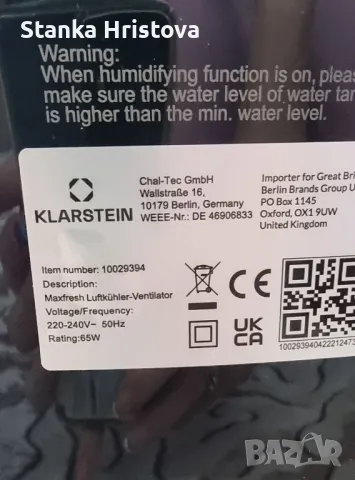 Stanka Hristova
Warning:
When humidifying function is on, pleas
make sure the water level of water tan
is higher than the min. water level.
KLARSTEIN
Chal-Tec GmbH
Wallstraße 16,
10179 Berlin, Germany
WEEE-Nr.: DE 46906833
Importer for Great Bri
Berlin Brands Group U
PO Box 1145
Oxford, OX1 9UW
United Kingdom
Item number: 10029394
Description:
Maxfresh Luftkühler-Ventilator
Voltage/Frequency:
220-240V~ 50Hz
Rating:65W
CE
UK
CA
100293940422212473
BAZAR